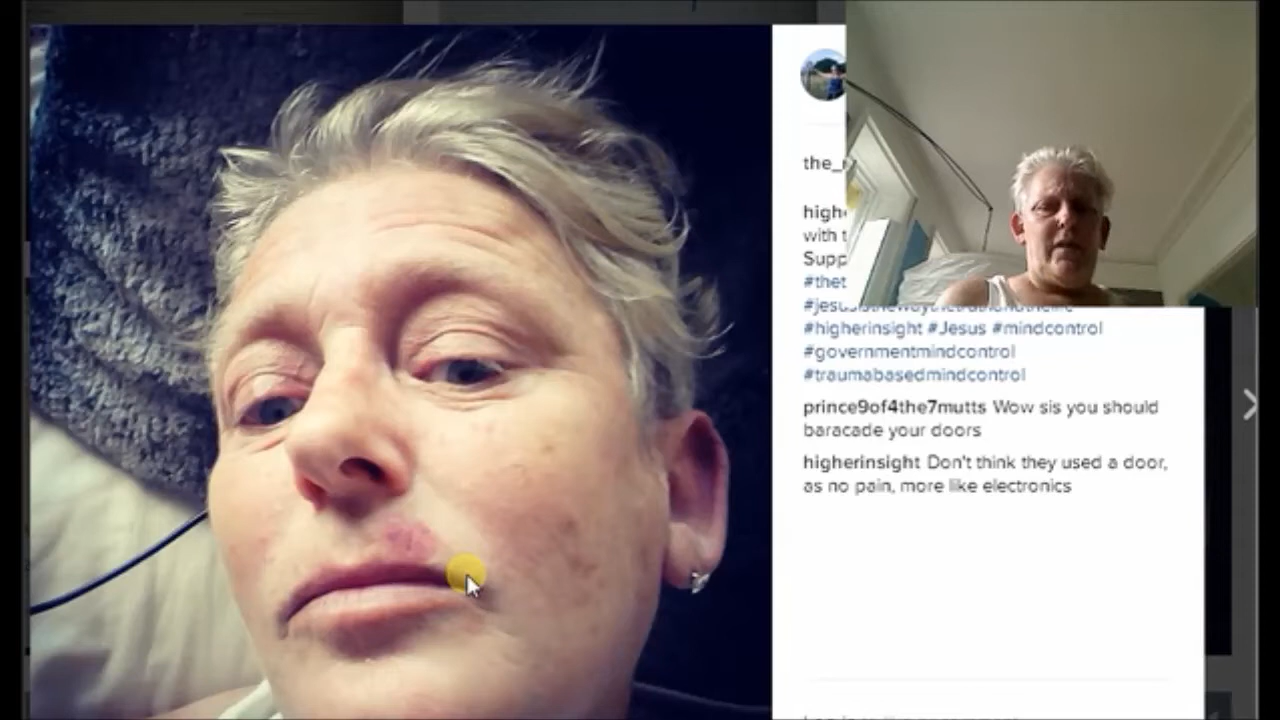 the_
high
with t
Supp
#thet
#jesusisthewaythetruthandthelife
#higherinsight #Jesus #mindcontrol
#governmentmindcontrol
#traumabasedmindcontrol
prince9of4the7mutts Wow sis you should
baracade your doors
higherinsight Don't think they used a door,
as no pain, more like electronics